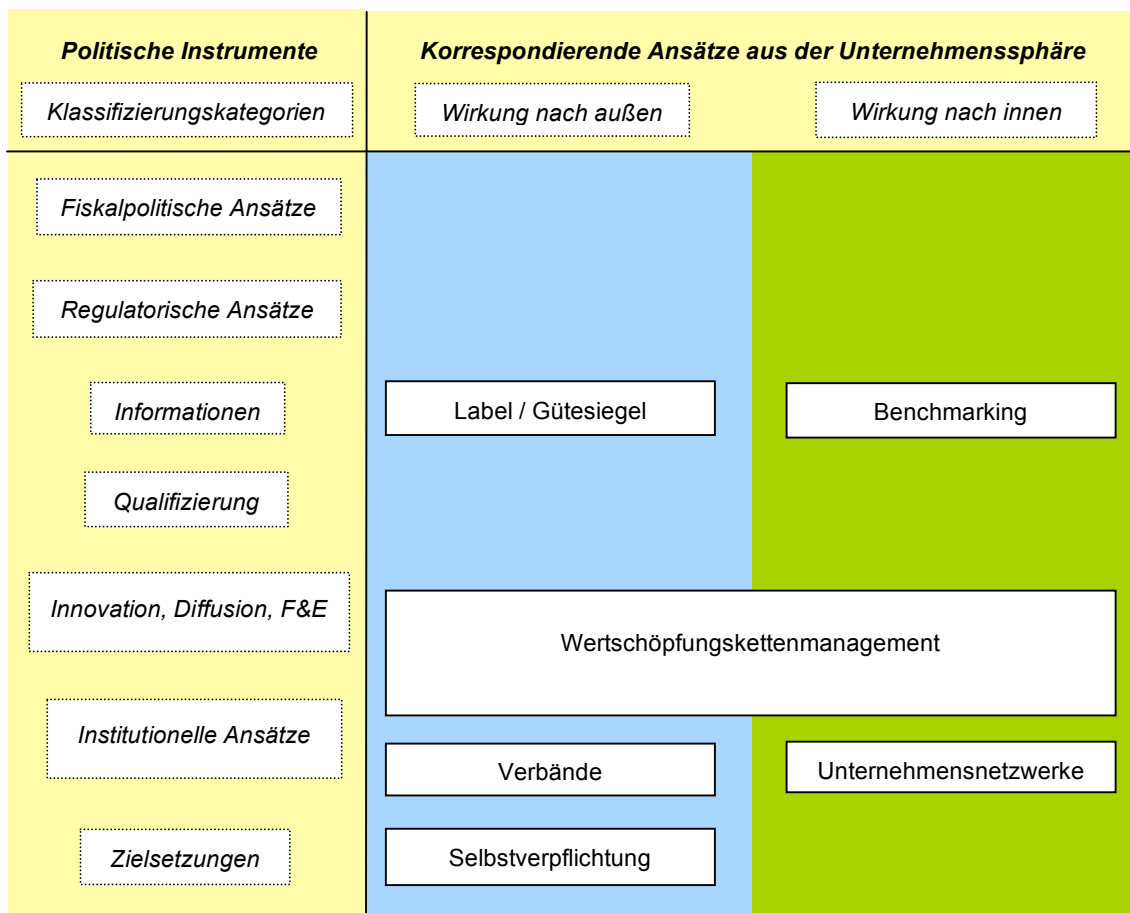 Politische Instrumente
Korrespondierende Ansätze aus der Unternehmenssphäre
Klassifizierungskategorien
Wirkung nach außen
Wirkung nach innen
Fiskalpolitische Ansätze
Regulatorische Ansätze
Informationen
Label / Gütesiegel
Benchmarking
Qualifizierung
Innovation, Diffusion, F&E
Wertschöpfungskettenmanagement
Institutionelle Ansätze
Verbände
Unternehmensnetzwerke
Zielsetzungen
Selbstverpflichtung